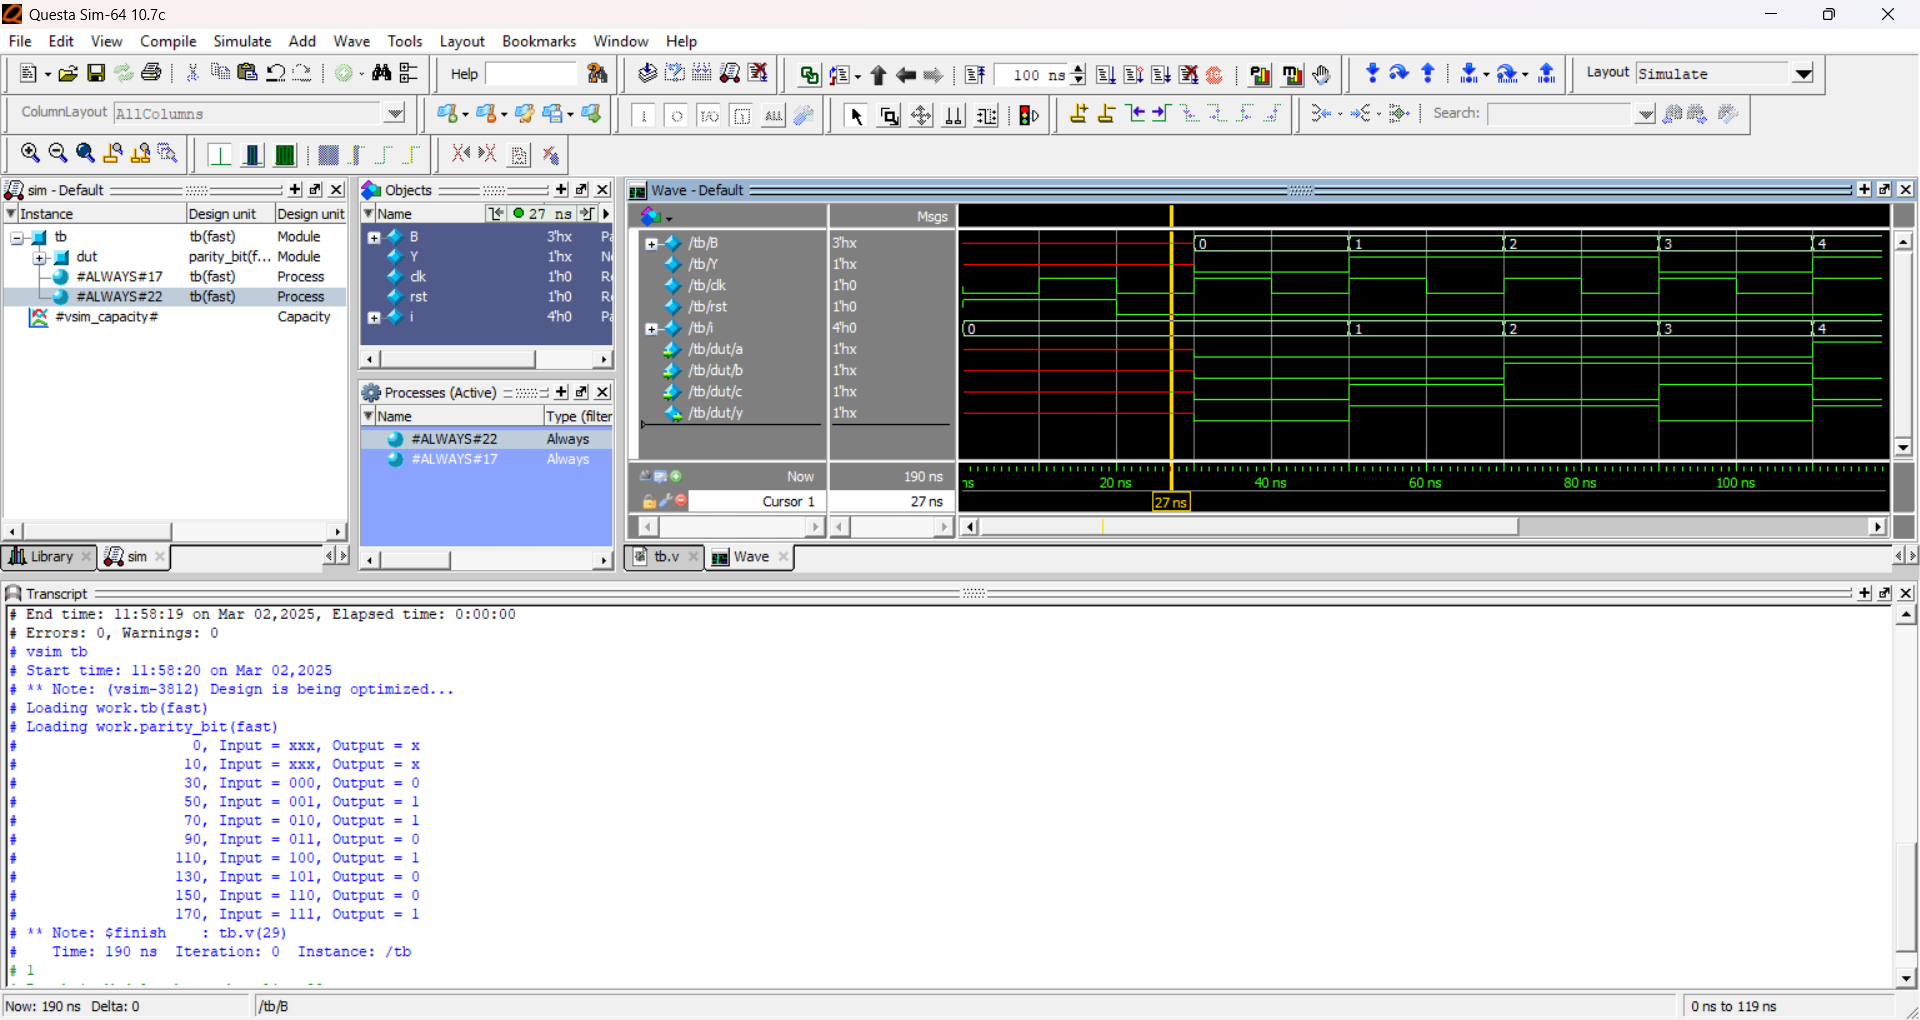 Questa Sim-64 10.7c
File Edit View Compile Simulate Add Wave Tools Layout Bookmarks Window Help
Help
100 ns
Layout Simulate
ColumnLayout AllColumns
Search:
sim - Default
Instance Design unit Design unit
tb tb(fast) Module
dut parity_bit(f... Module
#ALWAYS#17 tb(fast) Process
#ALWAYS#22 tb(fast) Process
#vsim_capacity# Capacity
Library sim
Objects
Name 27 ns
B 3'hx Pa
Y 1'hx Ne
clk 1'h0 Re
rst 1'h0 Re
i 4'h0 Pa
Processes (Active)
Name Type (filter
#ALWAYS#22 Always
#ALWAYS#17 Always
Wave - Default
Msgs
/tb/B 3'hx 0 1 2 3 4
/tb/Y 1'hx
/tb/clk 1'h0
/tb/rst 1'h0
/tb/i 4'h0 0 1 2 3 4
/tb/dut/a 1'hx
/tb/dut/b 1'hx
/tb/dut/c 1'hx
/tb/dut/y 1'hx
Now 190 ns ns 20 ns 40 ns 60 ns 80 ns 100 ns
Cursor 1 27 ns 27 ns
tb.v Wave
Transcript
# End time: 11:58:19 on Mar 02,2025, Elapsed time: 0:00:00
# Errors: 0, Warnings: 0
# vsim tb
# Start time: 11:58:20 on Mar 02,2025
# ** Note: (vsim-3812) Design is being optimized...
# Loading work.tb(fast)
# Loading work.parity_bit(fast)
# 0, Input = xxx, Output = x
# 10, Input = xxx, Output = x
# 30, Input = 000, Output = 0
# 50, Input = 001, Output = 1
# 70, Input = 010, Output = 1
# 90, Input = 011, Output = 0
# 110, Input = 100, Output = 1
# 130, Input = 101, Output = 0
# 150, Input = 110, Output = 0
# 170, Input = 111, Output = 1
# ** Note: $finish : tb.v(29)
# Time: 190 ns Iteration: 0 Instance: /tb
# 1
Now: 190 ns Delta: 0 /tb/B 0 ns to 119 ns